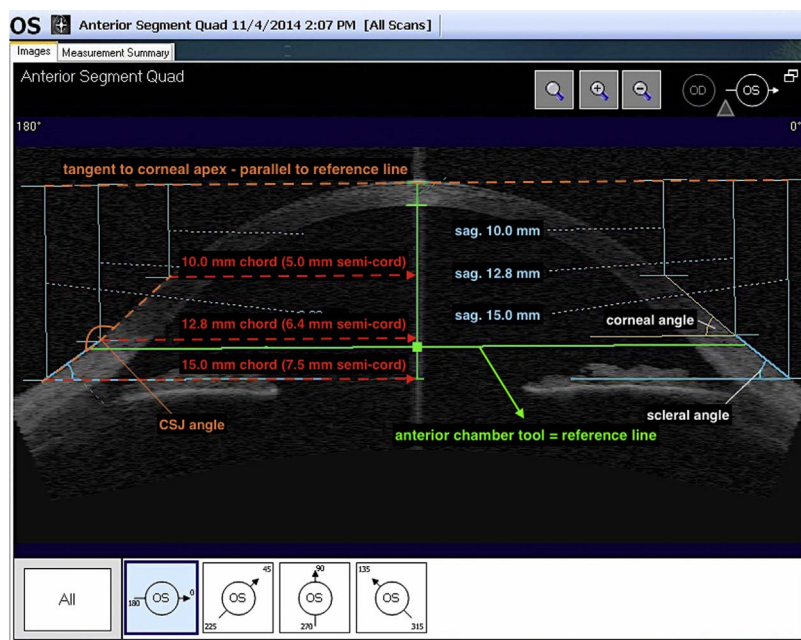 OS Anterior Segment Quad 11/4/2014 2:07 PM [All Scans]
Images Measurement Summary
Anterior Segment Quad
OD OS
180° 0°
tangent to corneal apex - parallel to reference line
10.0 mm chord (5.0 mm semi-cord)
12.8 mm chord (6.4 mm semi-cord)
15.0 mm chord (7.5 mm semi-cord)
CSJ angle
sag. 10.0 mm
sag. 12.8 mm
sag. 15.0 mm
corneal angle
scleral angle
anterior chamber tool = reference line
All
180 OS 0
45 OS 225
90 OS 270
135 OS 315